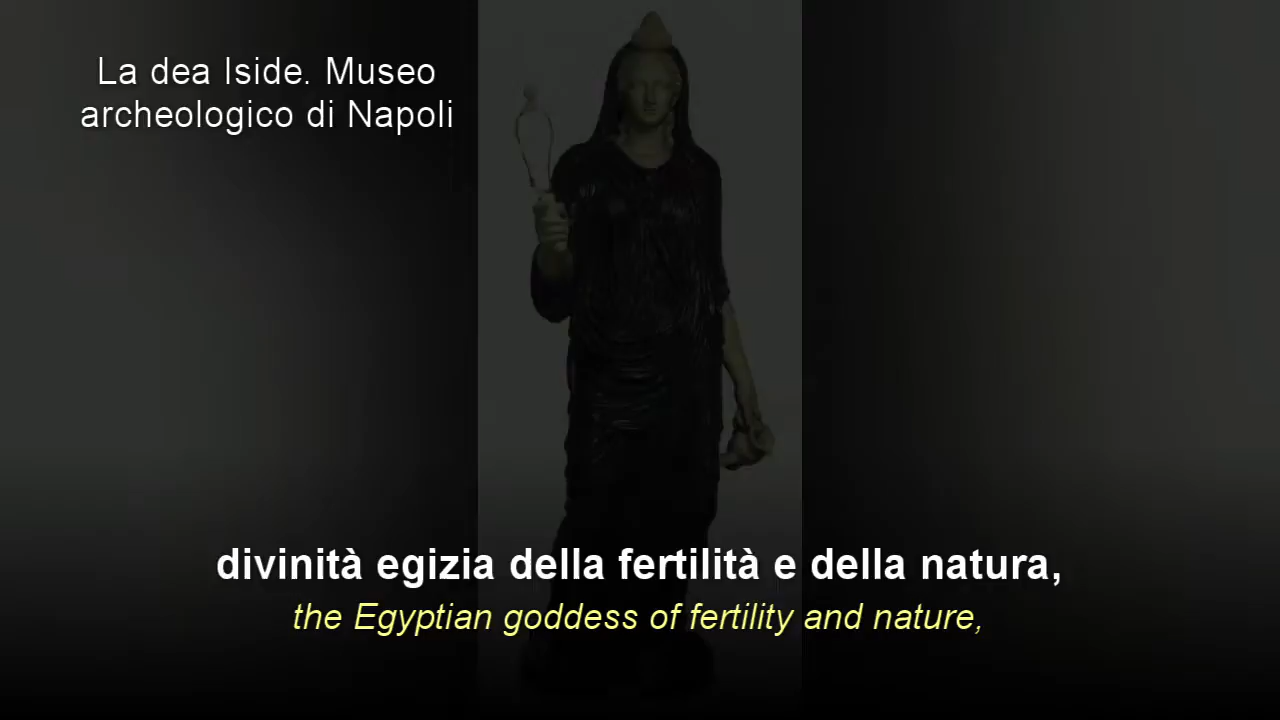 La dea Iside. Museo
archeologico di Napoli
divinità egizia della fertilità e della natura,
the Egyptian goddess of fertility and nature,